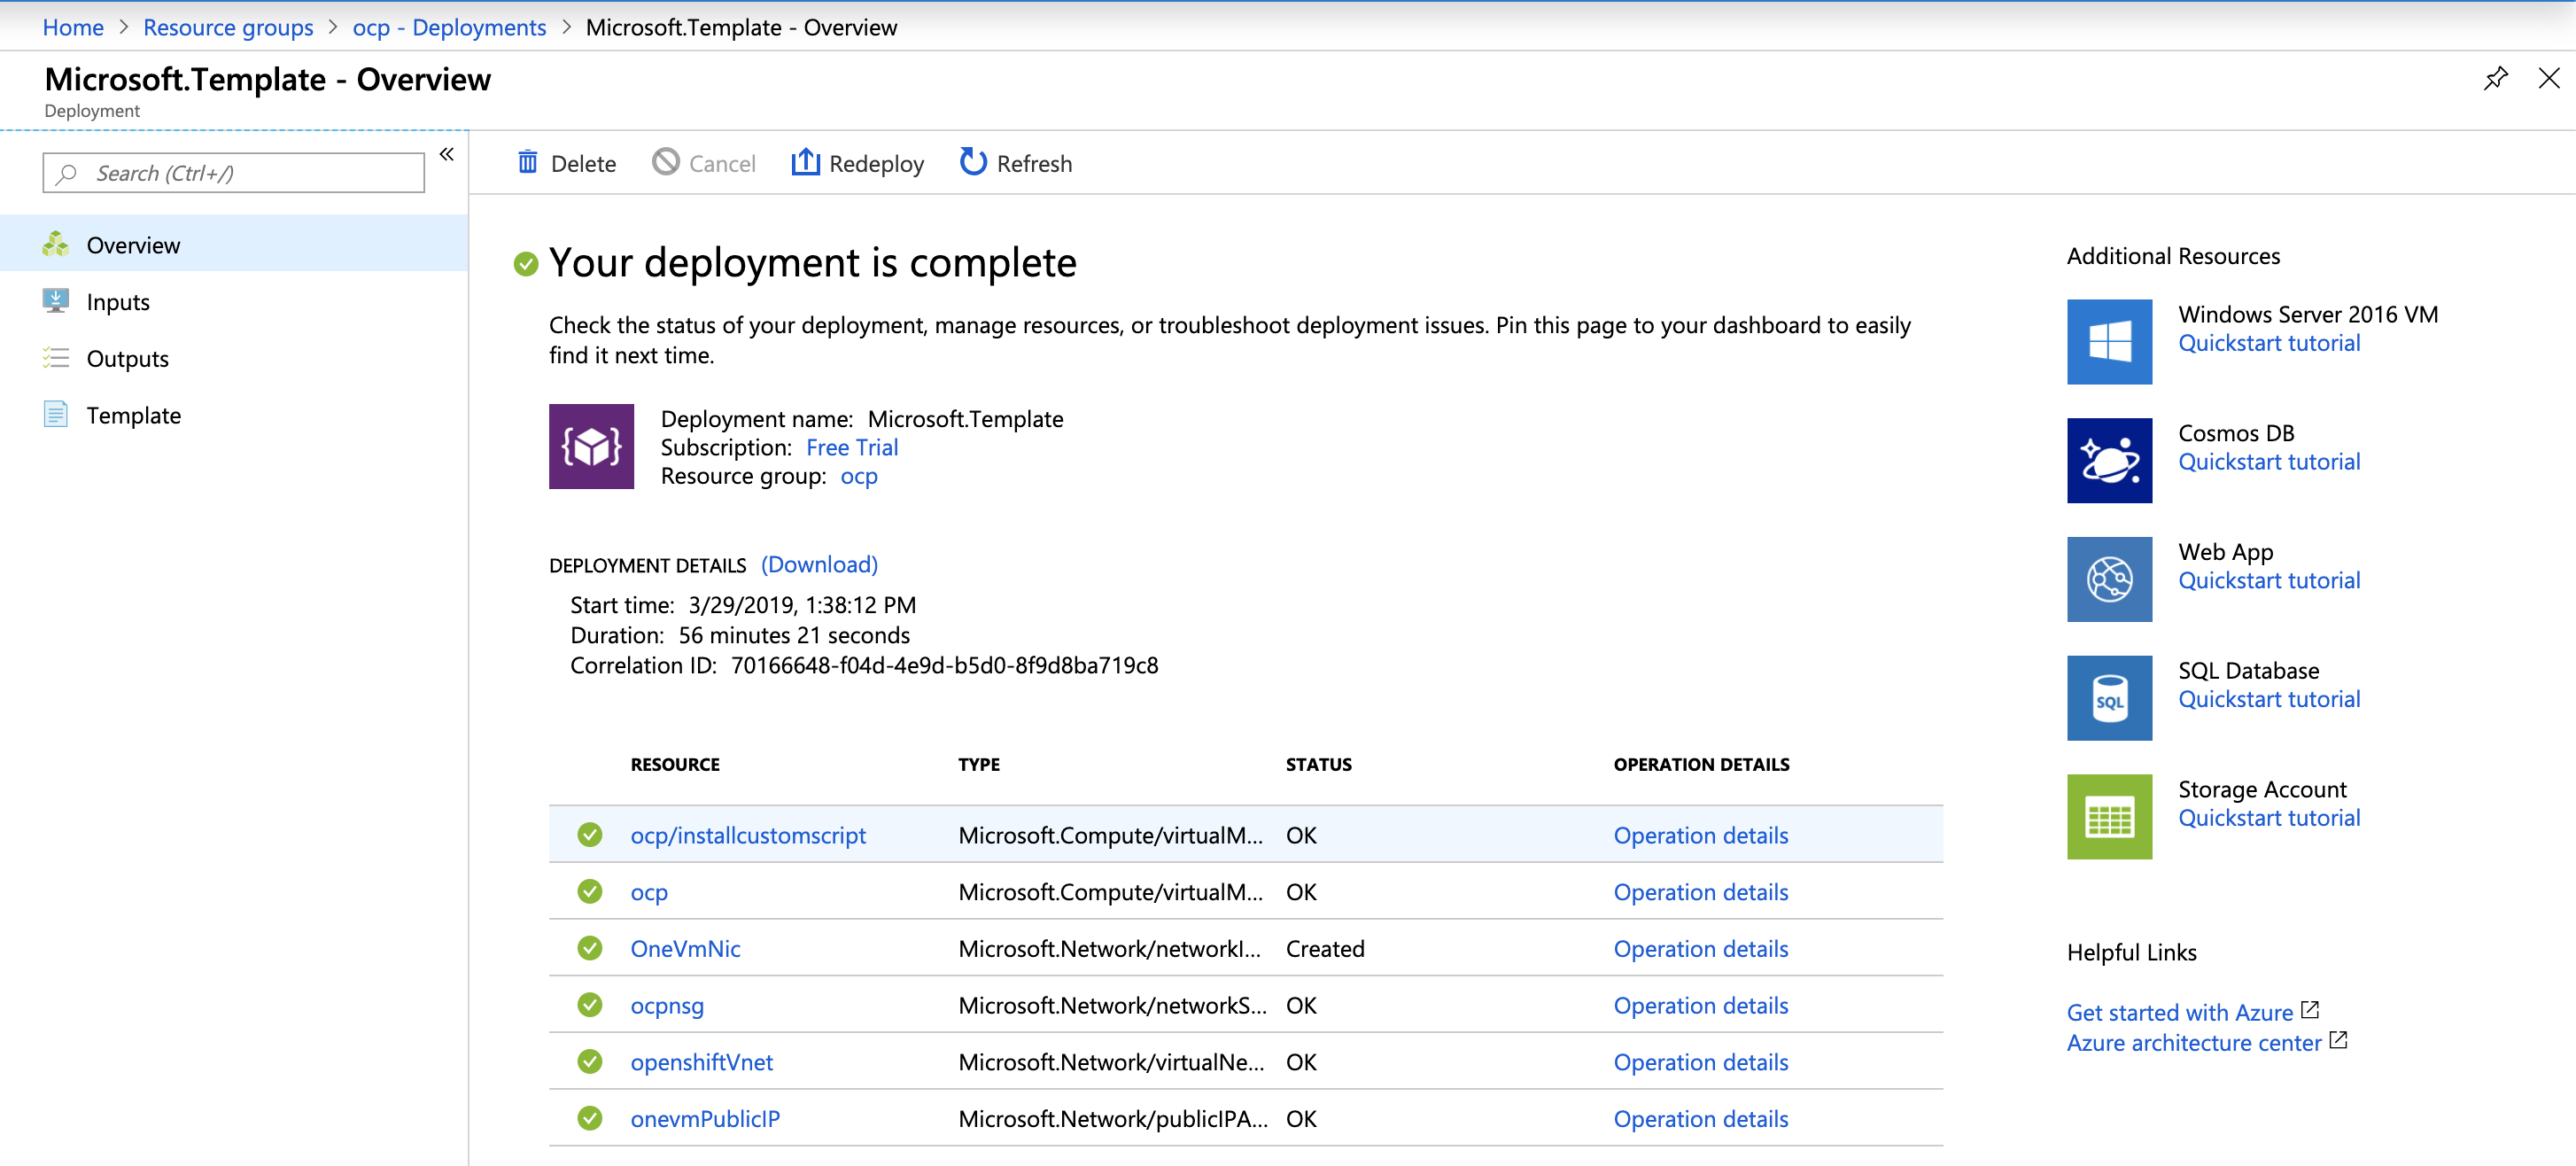 Home > Resource groups > ocp - Deployments > Microsoft.Template - Overview
Microsoft.Template - Overview
Deployment
Search (Ctrl+/)
«
Overview
Inputs
Outputs
Template
Delete Cancel Redeploy Refresh
Your deployment is complete
Check the status of your deployment, manage resources, or troubleshoot deployment issues. Pin this page to your dashboard to easily
find it next time.
Deployment name: Microsoft.Template
Subscription: Free Trial
Resource group: ocp
DEPLOYMENT DETAILS (Download)
Start time: 3/29/2019, 1:38:12 PM
Duration: 56 minutes 21 seconds
Correlation ID: 70166648-f04d-4e9d-b5d0-8f9d8ba719c8
RESOURCE TYPE STATUS OPERATION DETAILS
ocp/installcustomscript Microsoft.Compute/virtualM... OK Operation details
ocp Microsoft.Compute/virtualM... OK Operation details
OneVmNic Microsoft.Network/networkI... Created Operation details
ocpnsg Microsoft.Network/networkS... OK Operation details
openshiftVnet Microsoft.Network/virtualNe... OK Operation details
onevmPublicIP Microsoft.Network/publicIPA... OK Operation details
Additional Resources
Windows Server 2016 VM
Quickstart tutorial
Cosmos DB
Quickstart tutorial
Web App
Quickstart tutorial
SQL
SQL Database
Quickstart tutorial
Storage Account
Quickstart tutorial
Helpful Links
Get started with Azure
Azure architecture center